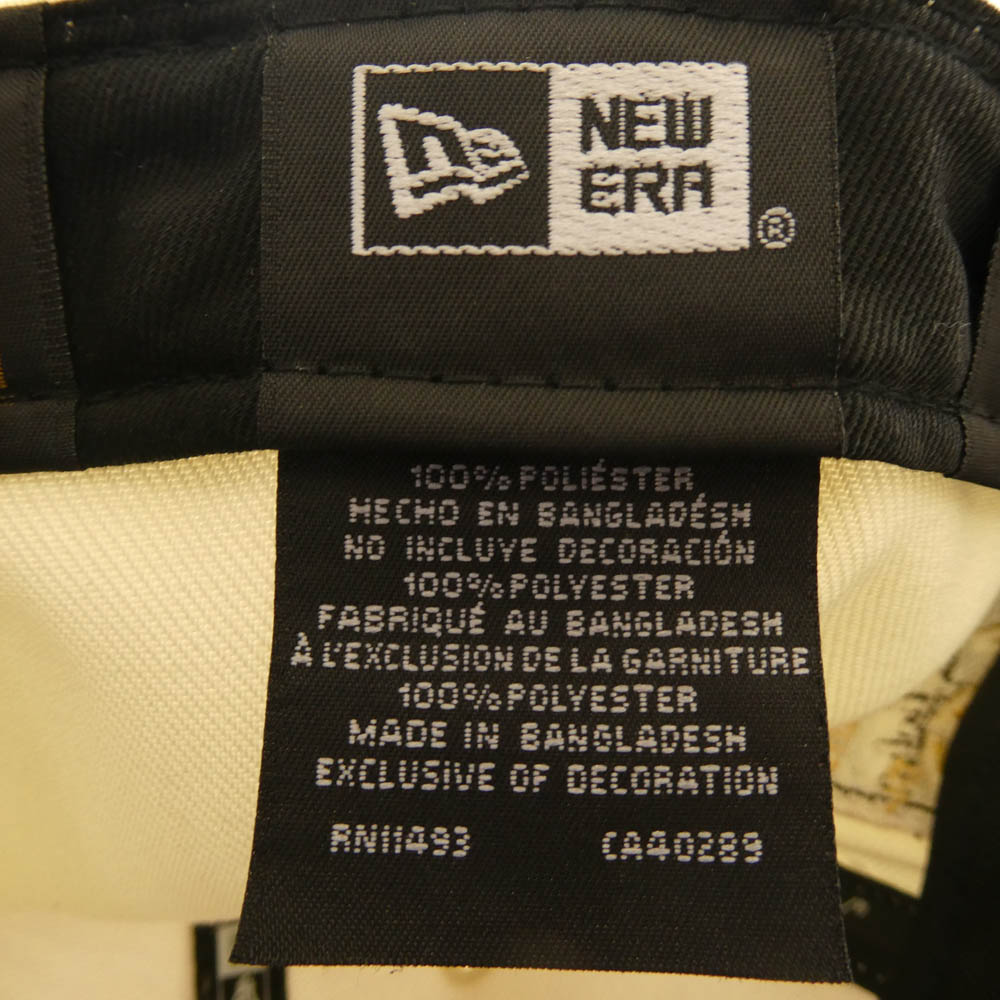 NEW
ERA
®
100% POLIÉSTER
HECHO EN BANGLADÉSH
NO INCLUYE DECORACIÓN
100% POLYESTER
FABRIQUÉ AU BANGLADESH
À L'EXCLUSION DE LA GARNITURE
100% POLYESTER
MADE IN BANGLADESH
EXCLUSIVE OF DECORATION
RN11493 CA40289